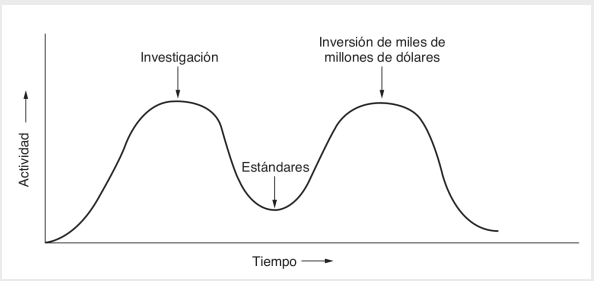 Inversión de miles de
millones de dólares
Investigación
Estándares
Actividad
Tiempo